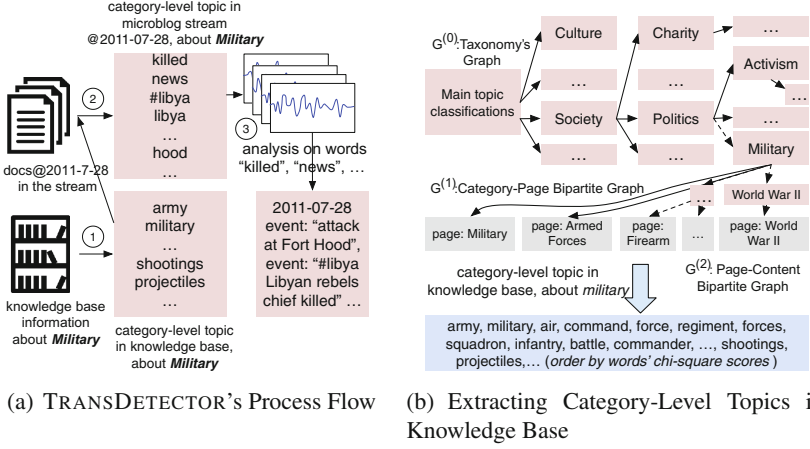 category-level topic in
microblog stream
@2011-07-28, about Military
killed
news
#libya
libya
…
hood
…
2
docs@2011-7-28
in the stream
3
analysis on words
“killed”, “news”, …
1
army
military
…
shootings
projectiles
…
knowledge base
information
about Military
category-level topic
in knowledge base,
about Military
2011-07-28
event: “attack
at Fort Hood”,
event: “#libya
Libyan rebels
chief killed” …
(a) TRANSDETECTOR’s Process Flow
G(0):Taxonomy's
Graph
Main topic
classifications
Culture
…
Society
…
Charity
…
Politics
…
…
Activism
…
…
Military
G(1):Category-Page Bipartite Graph
…
World War II
page: Military
page: Armed
Forces
page:
Firearm
…
page: World
War II
category-level topic in
knowledge base, about military
G(2): Page-Content
Bipartite Graph
army, military, air, command, force, regiment, forces,
squadron, infantry, battle, commander, …, shootings,
projectiles,… (order by words’ chi-square scores )
(b) Extracting Category-Level Topics i
Knowledge Base